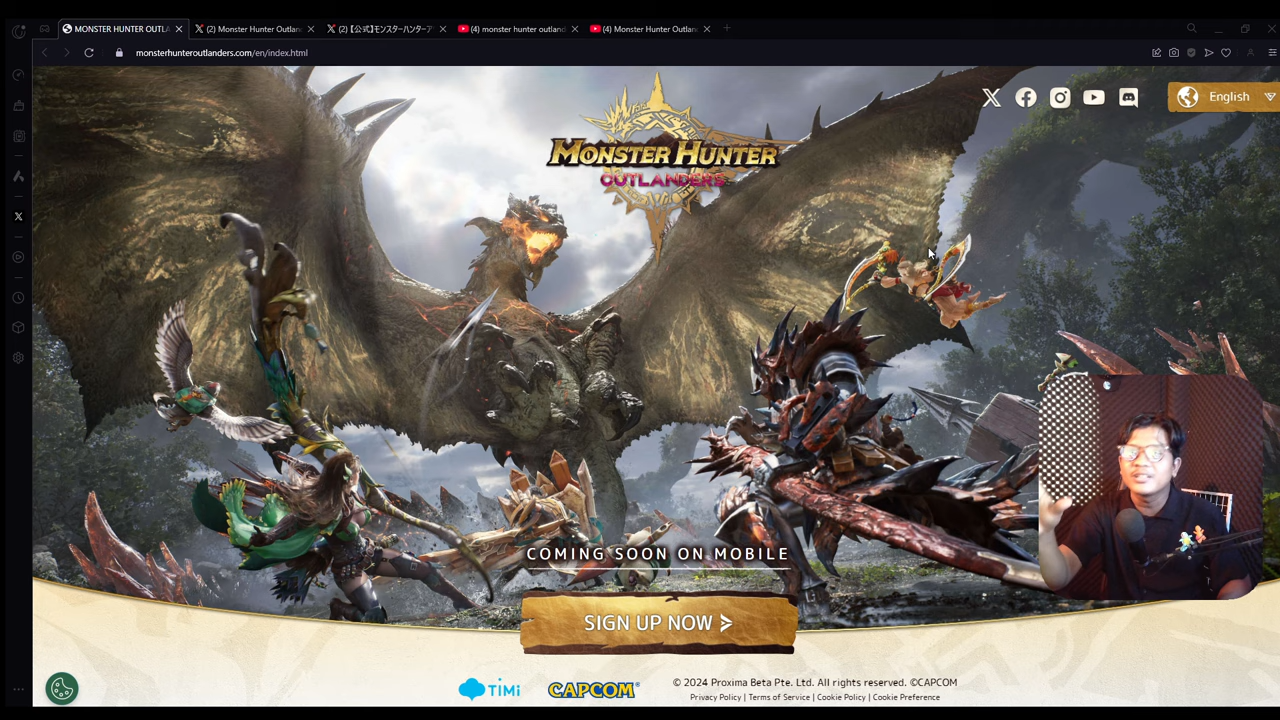 MONSTER HUNTER OUTLA
(2) Monster Hunter Outlan
(2) 【公式】モンスターハンターア
(4) monster hunter outland
(4) Monster Hunter Outlan
monsterhunteroutlanders.com/en/index.html
English
MONSTER HUNTER
OUTLANDERS
COMING SOON ON MOBILE
SIGN UP NOW >
TiMi
CAPCOM
© 2024 Proxima Beta Pte. Ltd. All rights reserved. ©CAPCOM
Privacy Policy | Terms of Service | Cookie Policy | Cookie Preference